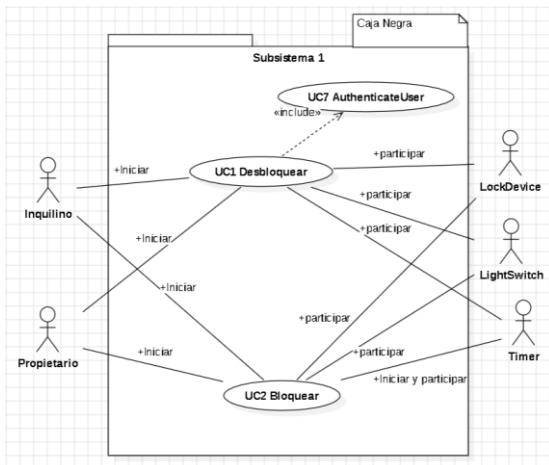 Caja Negra
Subsistema 1
UC7 AuthenticateUser
«include»
+participar
+Iniciar
UC1 Desbloquear
LockDevice
+participar
Inquilino
+participar
+Iniciar
LightSwitch
+Iniciar
+participar
+Iniciar
+participar
Propietario
Timer
+Iniciar y participar
UC2 Bloquear